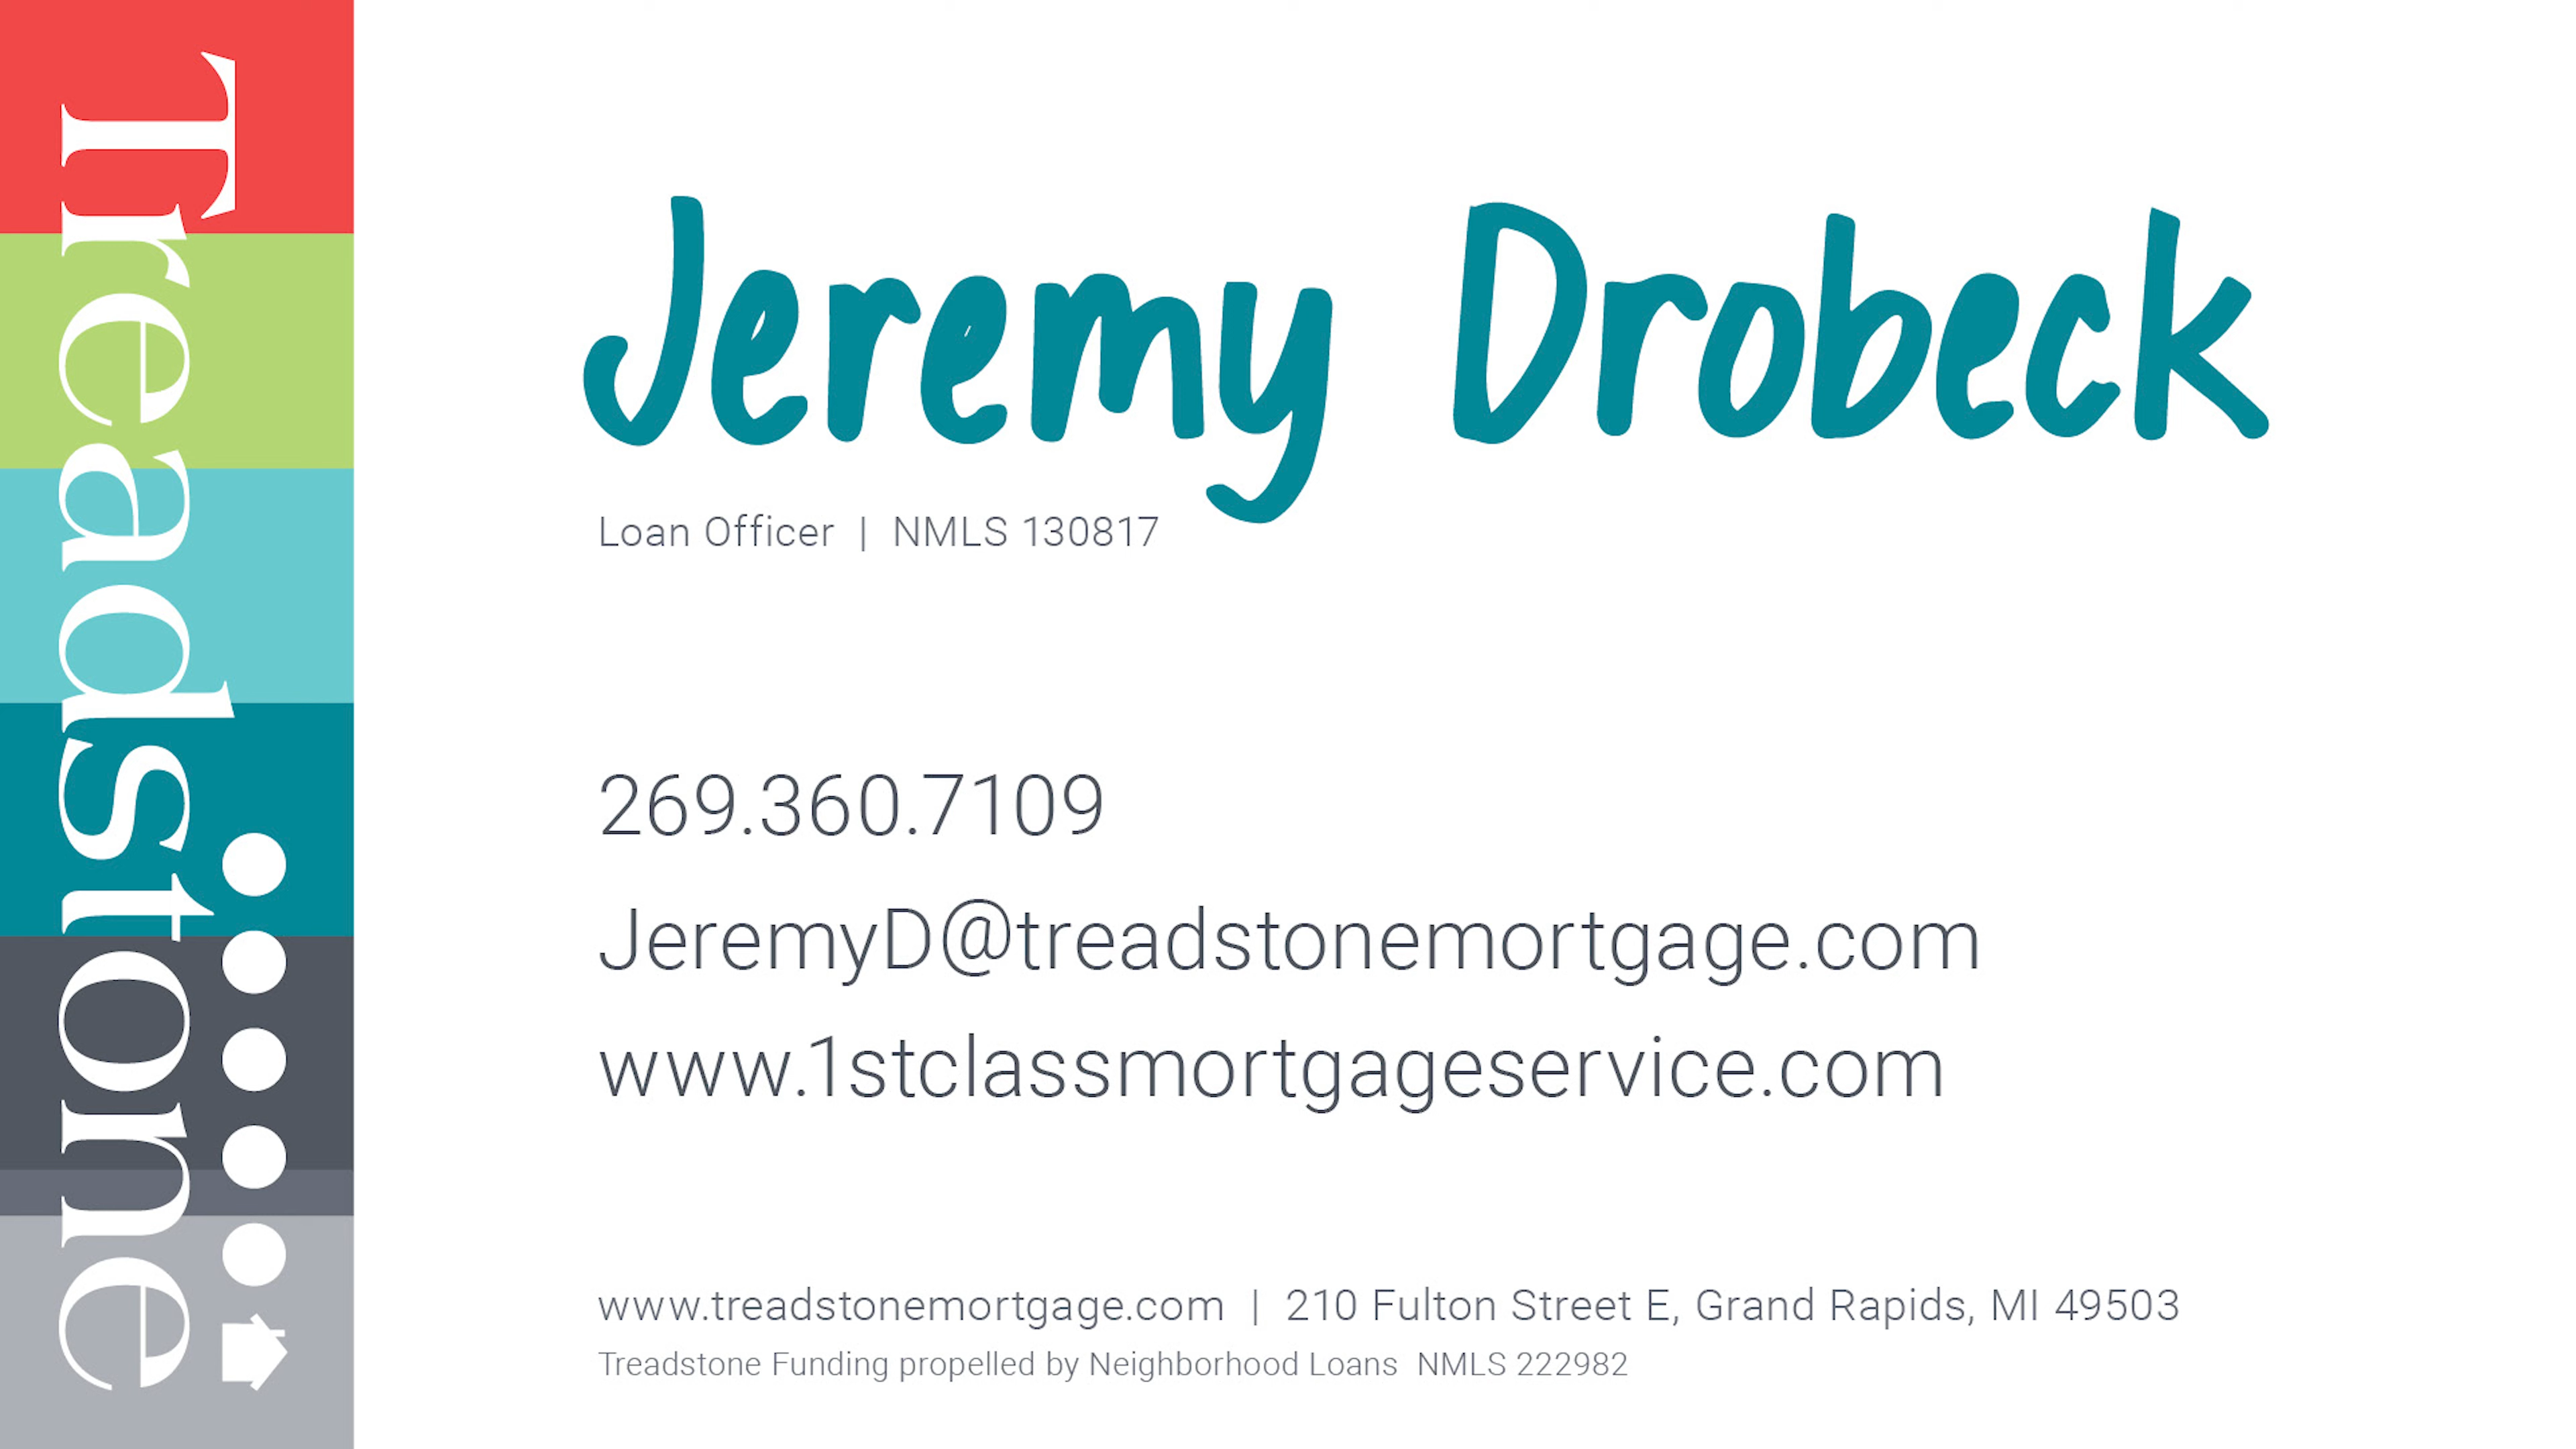 Treadstone
Jeremy Drobeck
Loan Officer | NMLS 130817
269.360.7109
JeremyD@treadstonemortgage.com
www.1stclassmortgageservice.com
www.treadstonemortgage.com | 210 Fulton Street E, Grand Rapids, MI 49503
Treadstone Funding propelled by Neighborhood Loans NMLS 222982